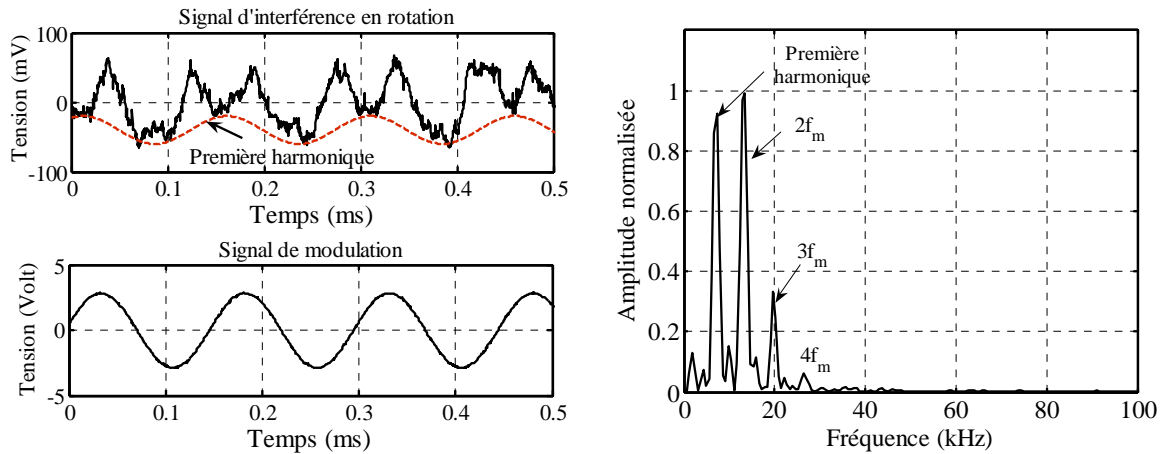 Signal d'interférence en rotation
Tension (mV)
100
0
-100
Première harmonique
0 0.1 0.2 0.3 0.4 0.5
Temps (ms)
Signal de modulation
Tension (Volt)
5
0
-5
0 0.1 0.2 0.3 0.4 0.5
Temps (ms)
Première
harmonique
Amplitude normalisée
1
0.8
0.6
0.4
0.2
0
2fm
3fm
4fm
0 20 40 60 80 100
Fréquence (kHz)